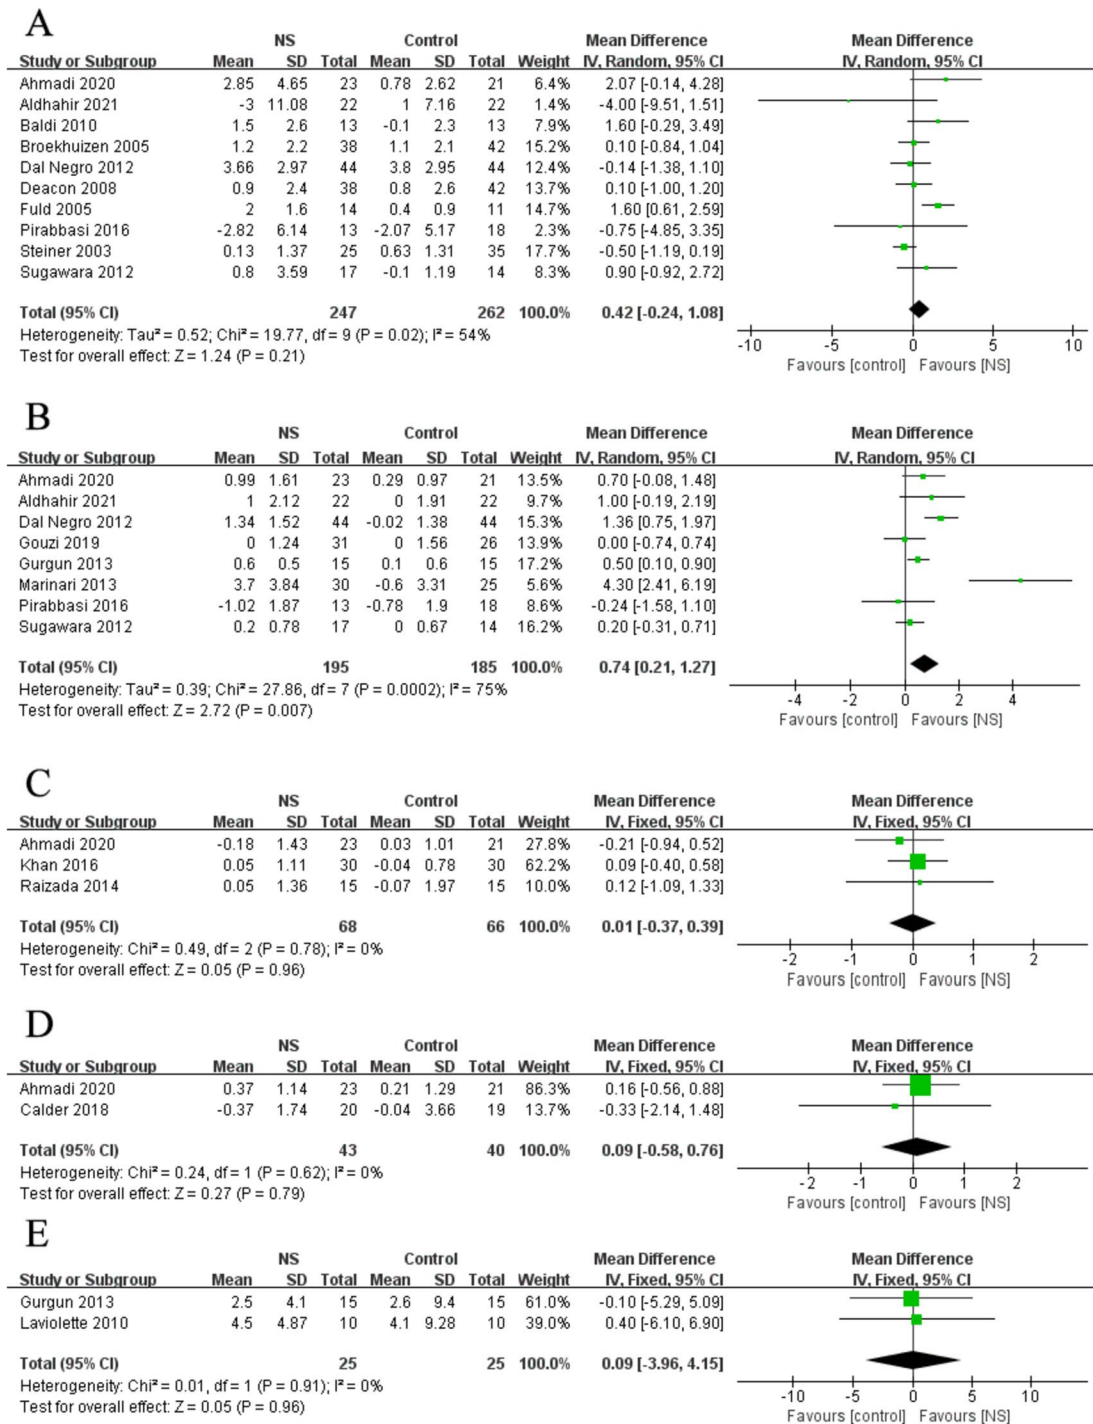 A
NS Control Mean Difference Mean Difference
Study or Subgroup Mean SD Total Mean SD Total Weight IV, Random, 95% CI IV, Random, 95% CI
Ahmadi 2020 2.85 4.65 23 0.78 2.62 21 6.4% 2.07 [-0.14, 4.28]
Aldhahir 2021 -3 11.08 22 1 7.16 22 1.4% -4.00 [-9.51, 1.51]
Baldi 2010 1.5 2.6 13 -0.1 2.3 13 7.9% 1.60 [-0.29, 3.49]
Broekhuizen 2005 1.2 2.2 38 1.1 2.1 42 15.2% 0.10 [-0.84, 1.04]
Dal Negro 2012 3.66 2.97 44 3.8 2.95 44 12.4% -0.14 [-1.38, 1.10]
Deacon 2008 0.9 2.4 38 0.8 2.6 42 13.7% 0.10 [-1.00, 1.20]
Fuld 2005 2 1.6 14 0.4 0.9 11 14.7% 1.60 [0.61, 2.59]
Pirabbasi 2016 -2.82 6.14 13 -2.07 5.17 18 2.3% -0.75 [-4.85, 3.35]
Steiner 2003 0.13 1.37 25 0.63 1.31 35 17.7% -0.50 [-1.19, 0.19]
Sugawara 2012 0.8 3.59 17 -0.1 1.19 14 8.3% 0.90 [-0.92, 2.72]
Total (95% CI) 247 262 100.0% 0.42 [-0.24, 1.08]
Heterogeneity: Tau² = 0.52; Chi² = 19.77, df = 9 (P = 0.02); I² = 54%
Test for overall effect: Z = 1.24 (P = 0.21)
-10 -5 0 5 10
Favours [control] Favours [NS]
B
NS Control Mean Difference Mean Difference
Study or Subgroup Mean SD Total Mean SD Total Weight IV, Random, 95% CI IV, Random, 95% CI
Ahmadi 2020 0.99 1.61 23 0.29 0.97 21 13.5% 0.70 [-0.08, 1.48]
Aldhahir 2021 1 2.12 22 0 1.91 22 9.7% 1.00 [-0.19, 2.19]
Dal Negro 2012 1.34 1.52 44 -0.02 1.38 44 15.3% 1.36 [0.75, 1.97]
Gouzi 2019 0 1.24 31 0 1.56 26 13.9% 0.00 [-0.74, 0.74]
Gurgun 2013 0.6 0.5 15 0.1 0.6 15 17.2% 0.50 [0.10, 0.90]
Marinari 2013 3.7 3.84 30 -0.6 3.31 25 5.6% 4.30 [2.41, 6.19]
Pirabbasi 2016 -1.02 1.87 13 -0.78 1.9 18 8.6% -0.24 [-1.58, 1.10]
Sugawara 2012 0.2 0.78 17 0 0.67 14 16.2% 0.20 [-0.31, 0.71]
Total (95% CI) 195 185 100.0% 0.74 [0.21, 1.27]
Heterogeneity: Tau² = 0.39; Chi² = 27.86, df = 7 (P = 0.0002); I² = 75%
Test for overall effect: Z = 2.72 (P = 0.007)
-4 -2 0 2 4
Favours [control] Favours [NS]
C
NS Control Mean Difference Mean Difference
Study or Subgroup Mean SD Total Mean SD Total Weight IV, Fixed, 95% CI IV, Fixed, 95% CI
Ahmadi 2020 -0.18 1.43 23 0.03 1.01 21 27.8% -0.21 [-0.94, 0.52]
Khan 2016 0.05 1.11 30 -0.04 0.78 30 62.2% 0.09 [-0.40, 0.58]
Raizada 2014 0.05 1.36 15 -0.07 1.97 15 10.0% 0.12 [-1.09, 1.33]
Total (95% CI) 68 66 100.0% 0.01 [-0.37, 0.39]
Heterogeneity: Chi² = 0.49, df = 2 (P = 0.78); I² = 0%
Test for overall effect: Z = 0.05 (P = 0.96)
-2 -1 0 1 2
Favours [control] Favours [NS]
D
NS Control Mean Difference Mean Difference
Study or Subgroup Mean SD Total Mean SD Total Weight IV, Fixed, 95% CI IV, Fixed, 95% CI
Ahmadi 2020 0.37 1.14 23 0.21 1.29 21 86.3% 0.16 [-0.56, 0.88]
Calder 2018 -0.37 1.74 20 -0.04 3.66 19 13.7% -0.33 [-2.14, 1.48]
Total (95% CI) 43 40 100.0% 0.09 [-0.58, 0.76]
Heterogeneity: Chi² = 0.24, df = 1 (P = 0.62); I² = 0%
Test for overall effect: Z = 0.27 (P = 0.79)
-2 -1 0 1 2
Favours [control] Favours [NS]
E
NS Control Mean Difference Mean Difference
Study or Subgroup Mean SD Total Mean SD Total Weight IV, Fixed, 95% CI IV, Fixed, 95% CI
Gurgun 2013 2.5 4.1 15 2.6 9.4 15 61.0% -0.10 [-5.29, 5.09]
Laviolette 2010 4.5 4.87 10 4.1 9.28 10 39.0% 0.40 [-6.10, 6.90]
Total (95% CI) 25 25 100.0% 0.09 [-3.96, 4.15]
Heterogeneity: Chi² = 0.01, df = 1 (P = 0.91); I² = 0%
Test for overall effect: Z = 0.05 (P = 0.96)
-10 -5 0 5 10
Favours [control] Favours [NS]